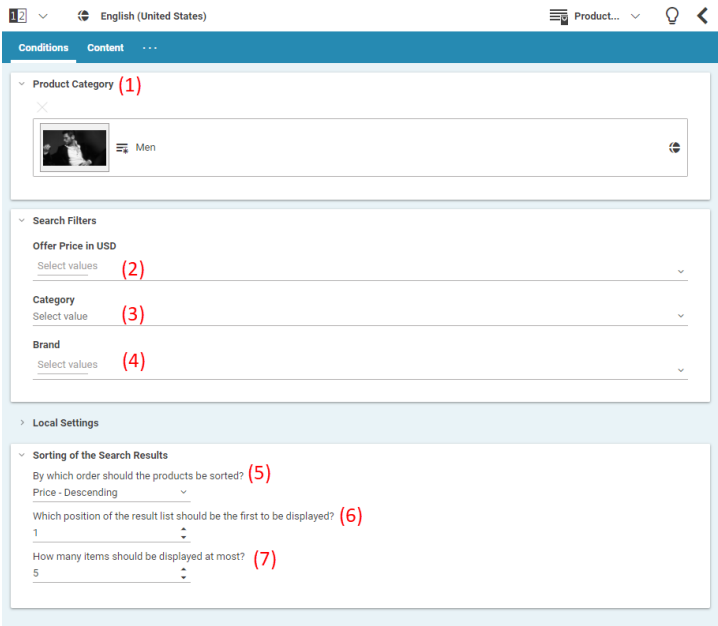 12 English (United States) Product...
Conditions Content ...
Product Category (1)
Men
Search Filters
Offer Price in USD
Select values (2)
Category
Select value (3)
Brand
Select values (4)
Local Settings
Sorting of the Search Results
By which order should the products be sorted? (5)
Price - Descending
Which position of the result list should be the first to be displayed? (6)
1
How many items should be displayed at most? (7)
5